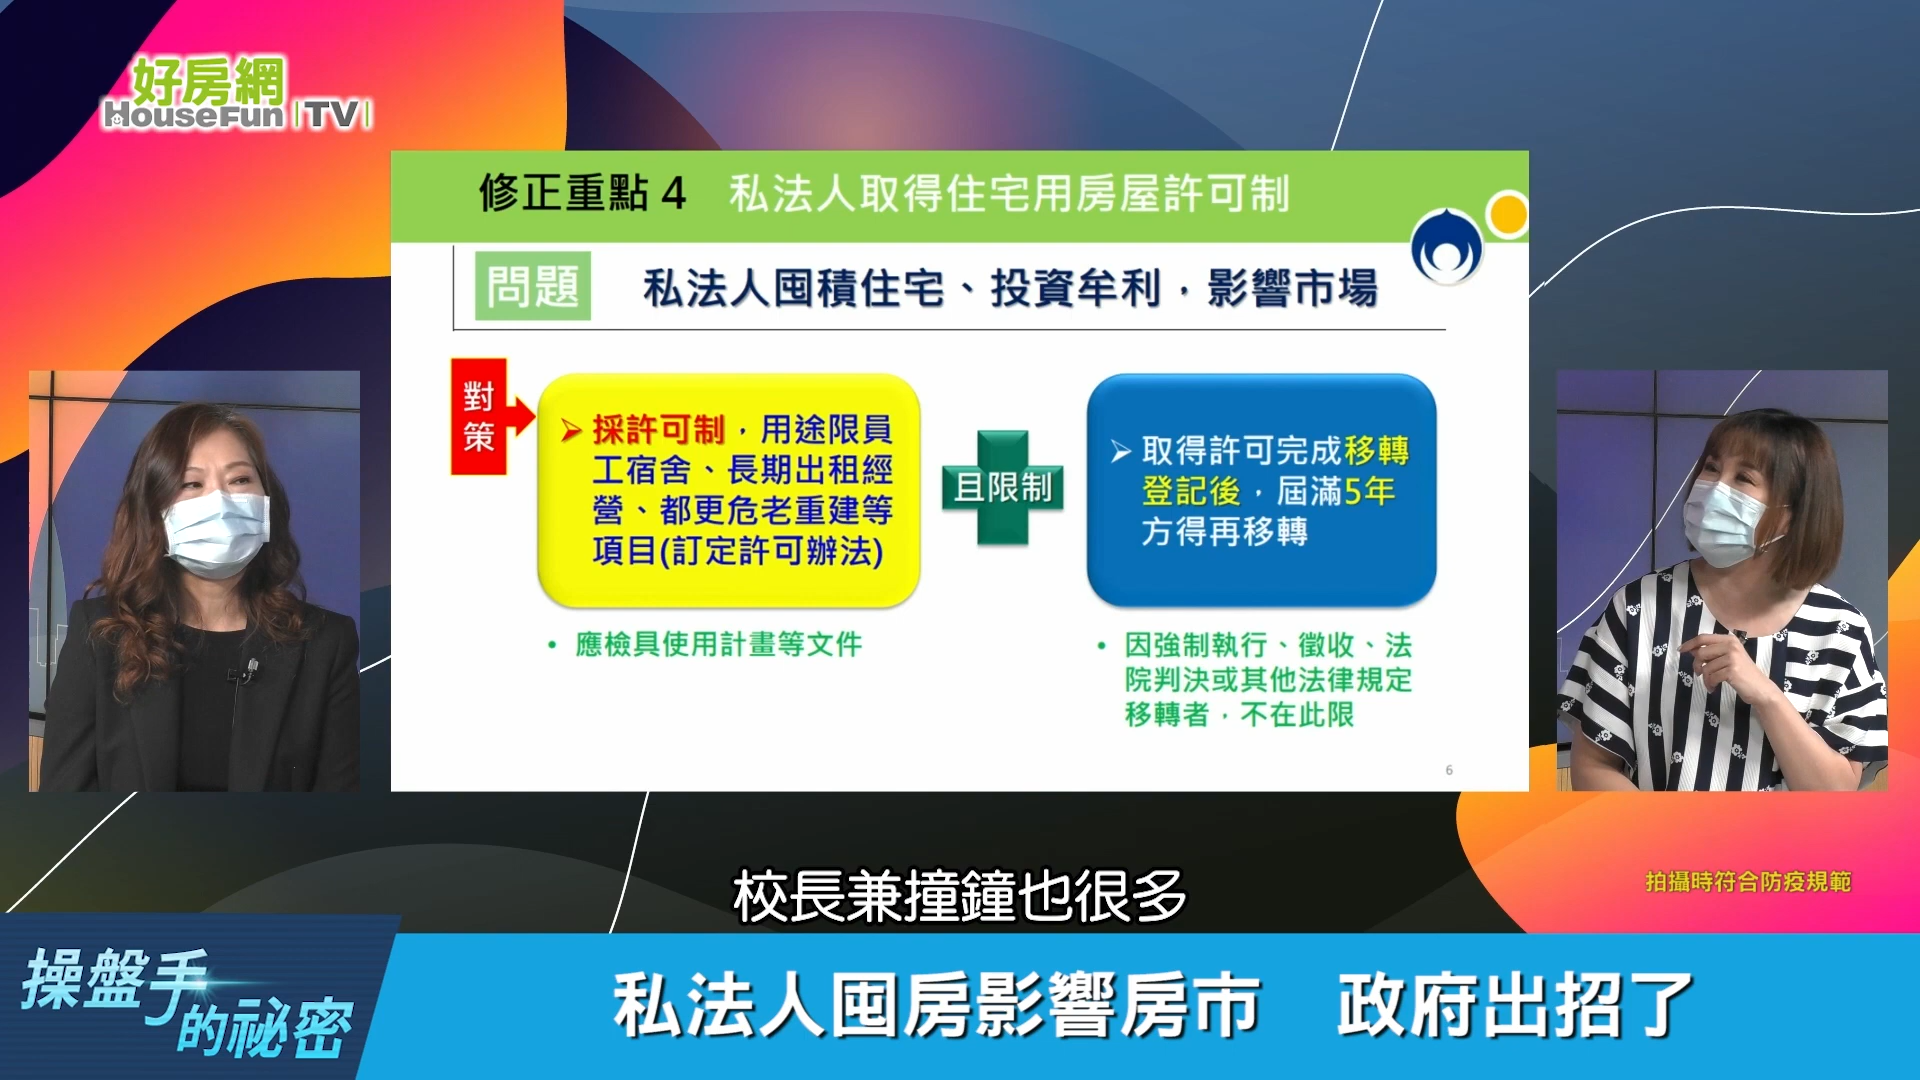 好房網
HouseFun TV
修正重點 4 私法人取得住宅用房屋許可制
問題 私法人囤積住宅、投資牟利，影響市場
對策
➢ 採許可制，用途限員
工宿舍、長期出租經
營、都更危老重建等
項目(訂定許可辦法)
且限制
➢ 取得許可完成移轉
登記後，屆滿5年
方得再移轉
• 應檢具使用計畫等文件
• 因強制執行、徵收、法
院判決或其他法律規定
移轉者，不在此限
6
校長兼撞鐘也很多
拍攝時符合防疫規範
操盤手
的祕密
私法人囤房影響房市 政府出招了